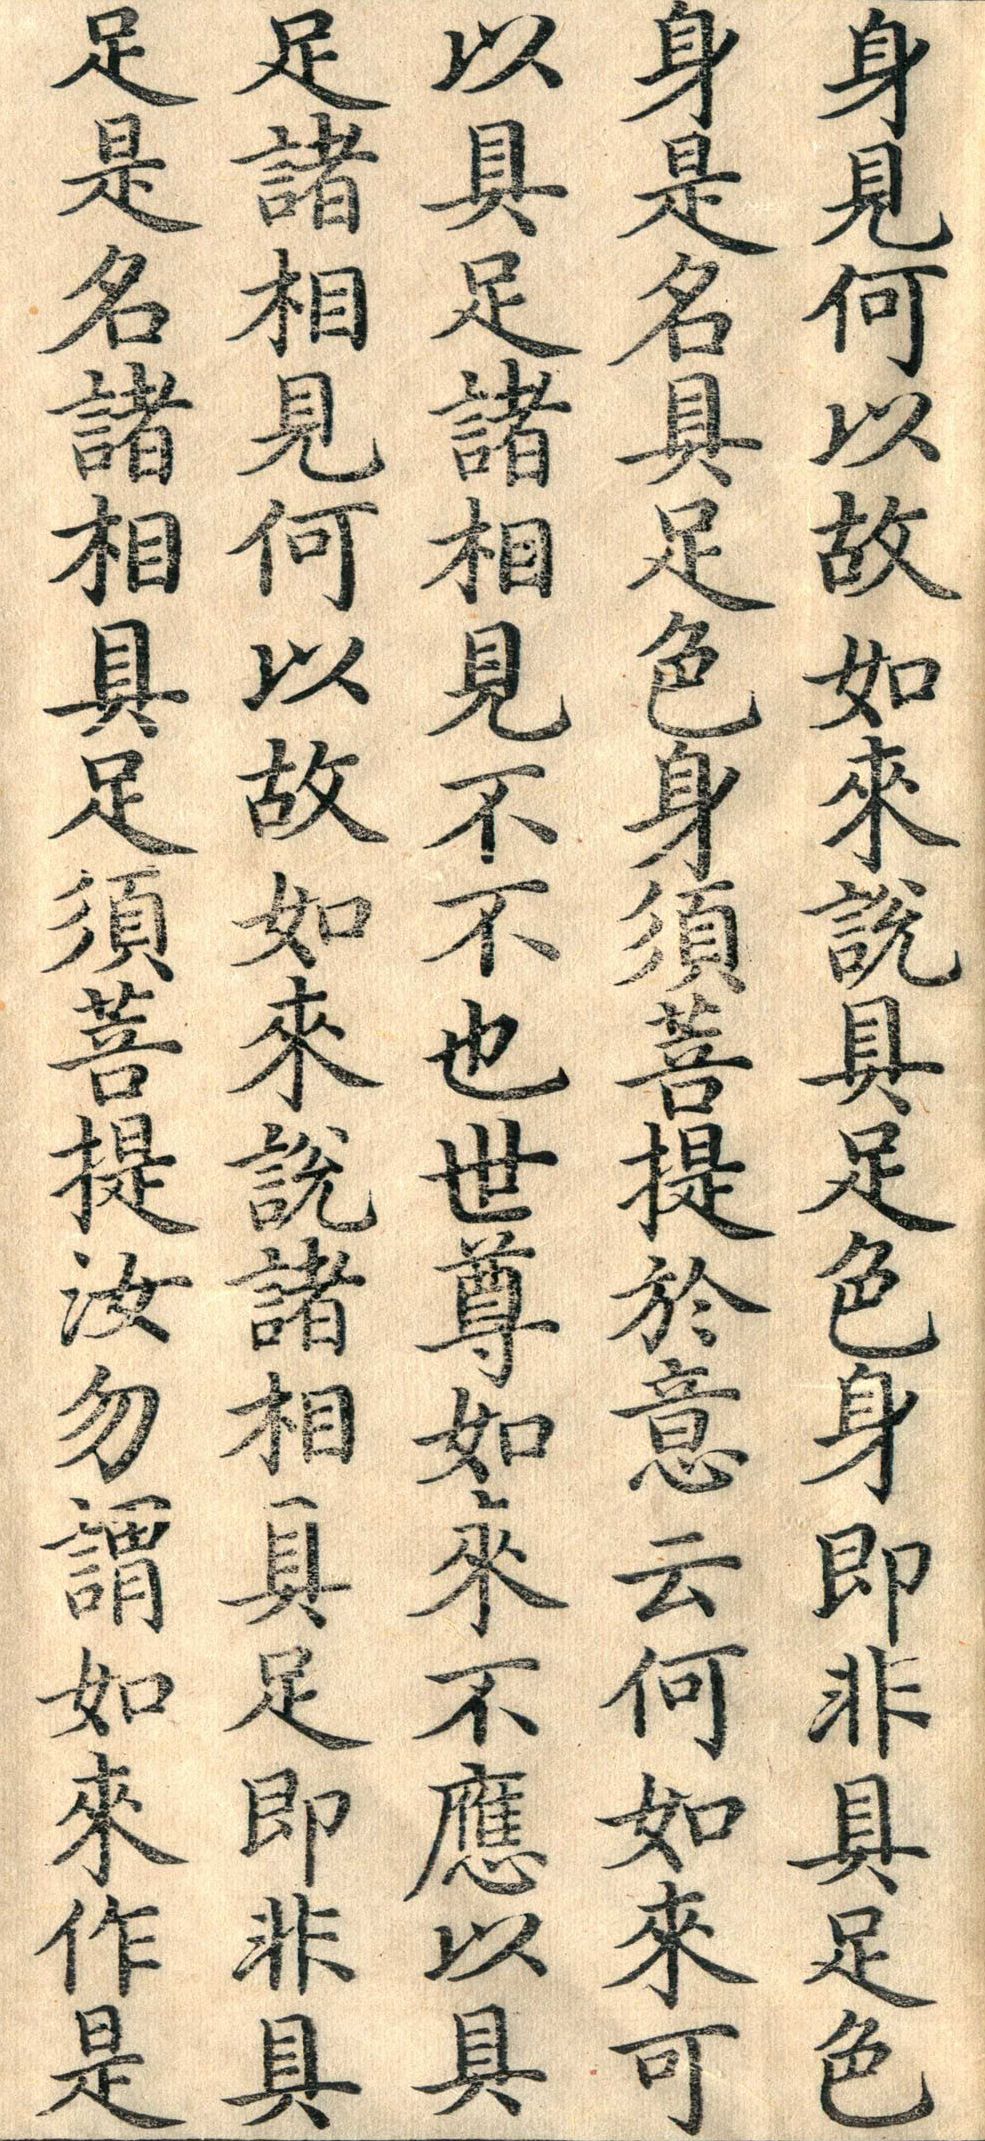 身見何以故如來說具足色身即非具足色
身是名具足色身須菩提於意云何如來可
以具足諸相見不不也世尊如來不應以具
足諸相見何以故如來說諸相具足即非具
足是名諸相具足須菩提汝勿謂如來作是